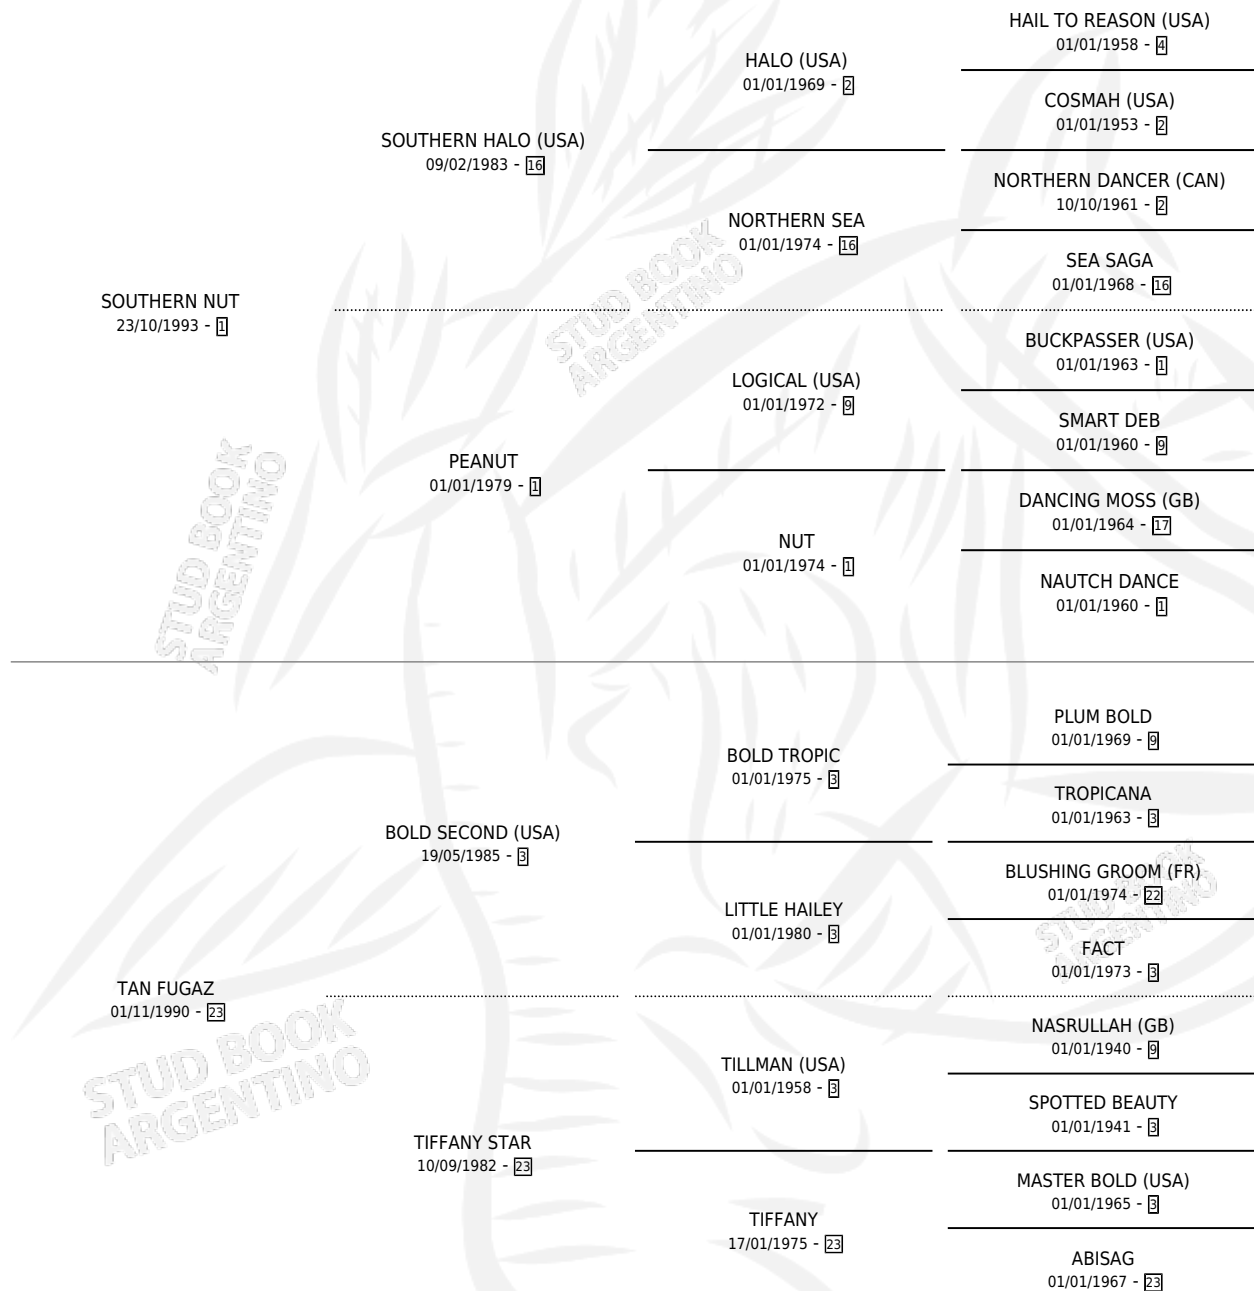 HAIL TO REASON (USA)
01/01/1958 - 4
HALO (USA)
01/01/1969 - 2
COSMAH (USA)
01/01/1953 - 2
SOUTHERN HALO (USA)
09/02/1983 - 16
NORTHERN DANCER (CAN)
10/10/1961 - 2
NORTHERN SEA
01/01/1974 - 16
SEA SAGA
01/01/1968 - 16
SOUTHERN NUT
23/10/1993 - 1
STUD BOOK
ARGENTINO
BUCKPASSER (USA)
01/01/1963 - 1
LOGICAL (USA)
01/01/1972 - 9
SMART DEB
01/01/1960 - 9
PEANUT
01/01/1979 - 1
DANCING MOSS (GB)
01/01/1964 - 17
NUT
01/01/1974 - 1
NAUTCH DANCE
01/01/1960 - 1
STUD BOOK
ARGENTINO
PLUM BOLD
01/01/1969 - 9
BOLD TROPIC
01/01/1975 - 3
TROPICANA
01/01/1963 - 3
BOLD SECOND (USA)
19/05/1985 - 3
BLUSHING GROOM (FR)
01/01/1974 - 22
LITTLE HAILEY
01/01/1980 - 3
FACT
01/01/1973 - 3
STUD BOOK
ARGENTINO
TAN FUGAZ
01/11/1990 - 23
NASRULLAH (GB)
01/01/1940 - 9
TILLMAN (USA)
01/01/1958 - 3
SPOTTED BEAUTY
01/01/1941 - 3
STUD BOOK
ARGENTINO
TIFFANY STAR
10/09/1982 - 23
MASTER BOLD (USA)
01/01/1965 - 3
TIFFANY
17/01/1975 - 23
ABISAG
01/01/1967 - 23